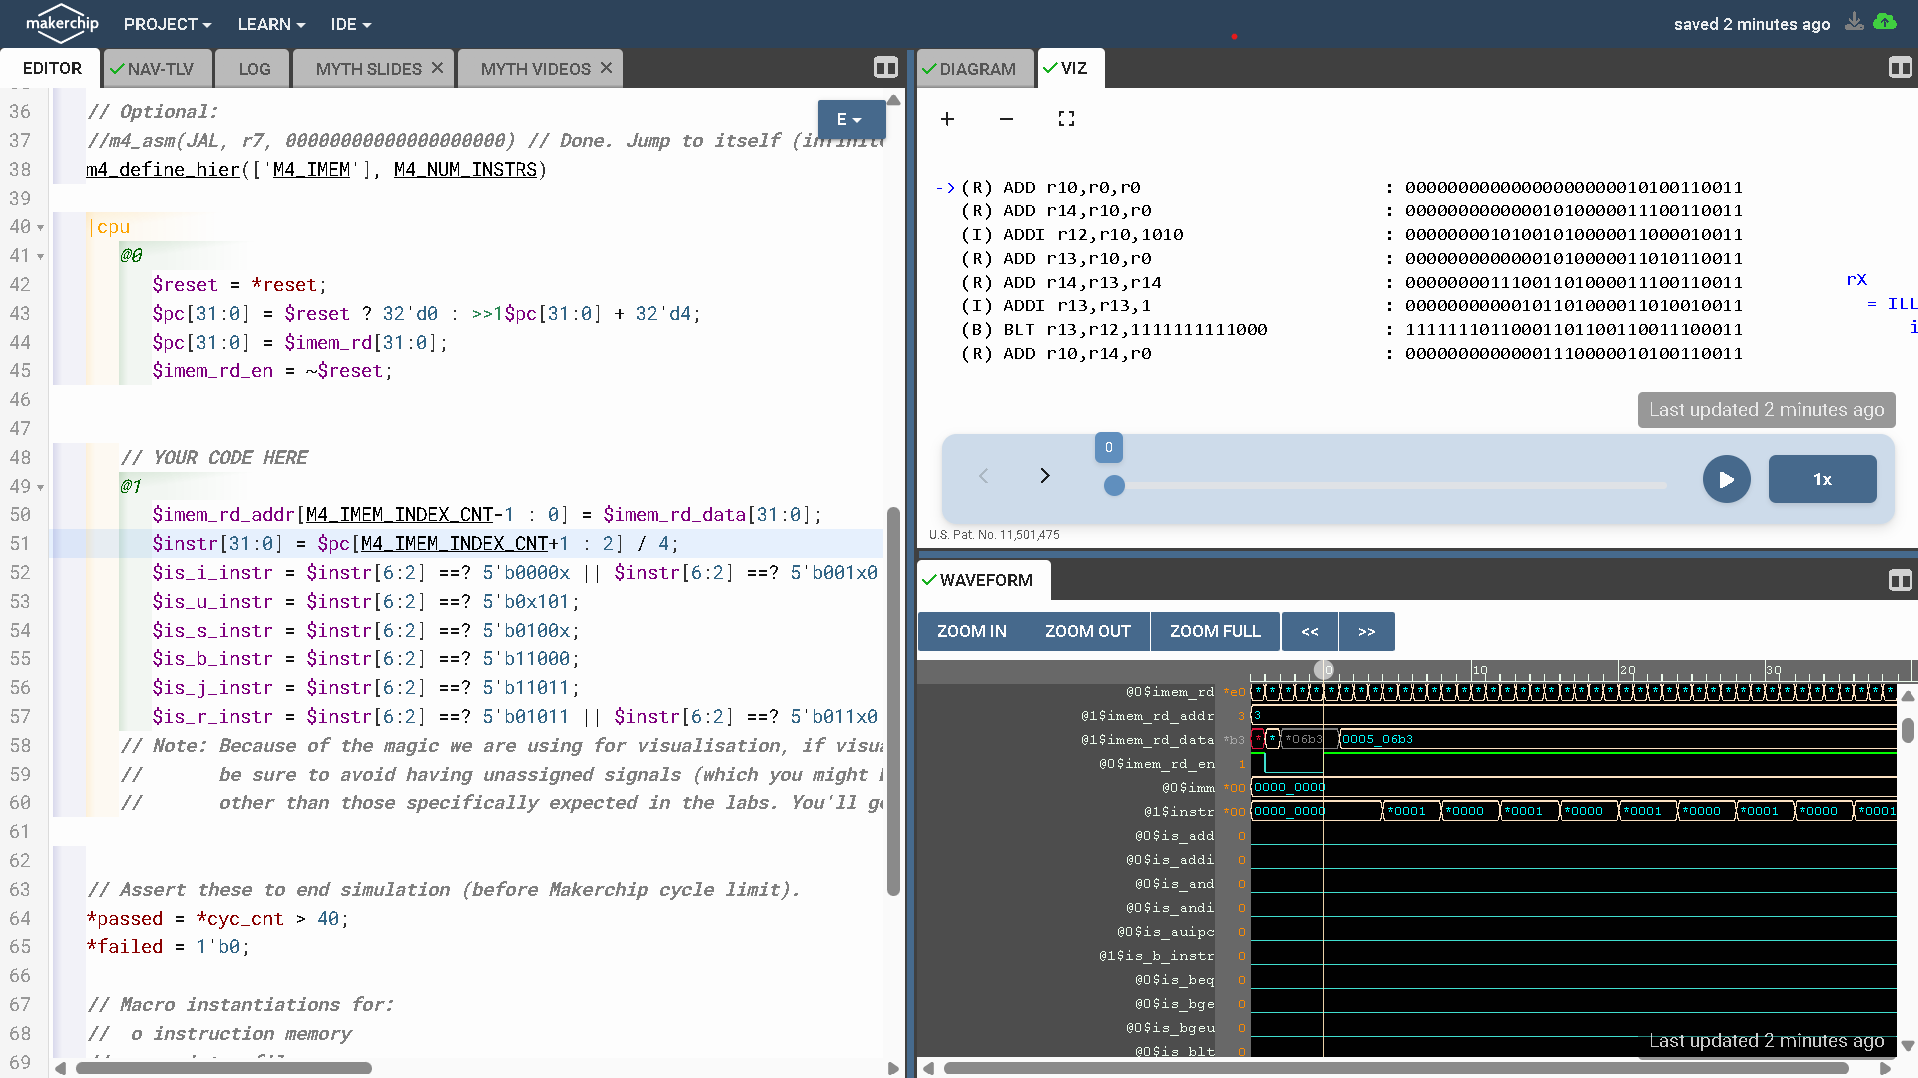 makerchip PROJECT LEARN IDE saved 2 minutes ago
EDITOR NAV-TLV LOG MYTH SLIDES MYTH VIDEOS
36 // Optional:
37 //m4_asm(JAL, r7, 00000000000000000000) // Done. Jump to itself (infinite
38 m4_define_hier(['M4_IMEM'], M4_NUM_INSTRS)
39
40 |cpu
41 @0
42 $reset = *reset;
43 $pc[31:0] = $reset ? 32'd0 : >>1$pc[31:0] + 32'd4;
44 $pc[31:0] = $imem_rd[31:0];
45 $imem_rd_en = ~$reset;
46
47
48 // YOUR CODE HERE
49 @1
50 $imem_rd_addr[M4_IMEM_INDEX_CNT-1 : 0] = $imem_rd_data[31:0];
51 $instr[31:0] = $pc[M4_IMEM_INDEX_CNT+1 : 2] / 4;
52 $is_i_instr = $instr[6:2] ==? 5'b0000x || $instr[6:2] ==? 5'b001x0
53 $is_u_instr = $instr[6:2] ==? 5'b0x101;
54 $is_s_instr = $instr[6:2] ==? 5'b0100x;
55 $is_b_instr = $instr[6:2] ==? 5'b11000;
56 $is_j_instr = $instr[6:2] ==? 5'b11011;
57 $is_r_instr = $instr[6:2] ==? 5'b01011 || $instr[6:2] ==? 5'b011x0
58 // Note: Because of the magic we are using for visualisation, if visua
59 // be sure to avoid having unassigned signals (which you might
60 // other than those specifically expected in the labs. You'll ge
61
62
63 // Assert these to end simulation (before Makerchip cycle limit).
64 *passed = *cyc_cnt > 40;
65 *failed = 1'b0;
66
67 // Macro instantiations for:
68 // o instruction memory
69
E
DIAGRAM VIZ
-> (R) ADD r10,r0,r0 : 00000000000000000000010100110011
(R) ADD r14,r10,r0 : 00000000000001010000011100110011
(I) ADDI r12,r10,1010 : 00000000101001010000011000010011
(R) ADD r13,r10,r0 : 00000000000001010000011010110011
(R) ADD r14,r13,r14 : 00000000111001101000011100110011
(I) ADDI r13,r13,1 : 00000000000101101000011010010011
(B) BLT r13,r12,1111111111000 : 11111110110001101100110011100011
(R) ADD r10,r14,r0 : 00000000000001110000010100110011
rX
= ILL
i
Last updated 2 minutes ago
0
1x
U.S. Pat. No. 11,501,475
WAVEFORM
ZOOM IN ZOOM OUT ZOOM FULL << >>
0 10 20 30
@0$imem_rd *e0
@1$imem_rd_addr 3 3
@1$imem_rd_data *b3 * * *06b3 0005_06b3
@0$imem_rd_en 1
@0$imm *00 0000_0000
@1$instr *00 0000_0000 *0001 *0000 *0001 *0000 *0001 *0000 *0001 *0000 *0001
@0$is_add 0
@0$is_addi 0
@0$is_and 0
@0$is_andi 0
@0$is_auipc 0
@1$is_b_instr 0
@0$is_beq 0
@0$is_bge 0
@0$is_bgeu 0
@0$is_blt 0
Last updated 2 minutes ago